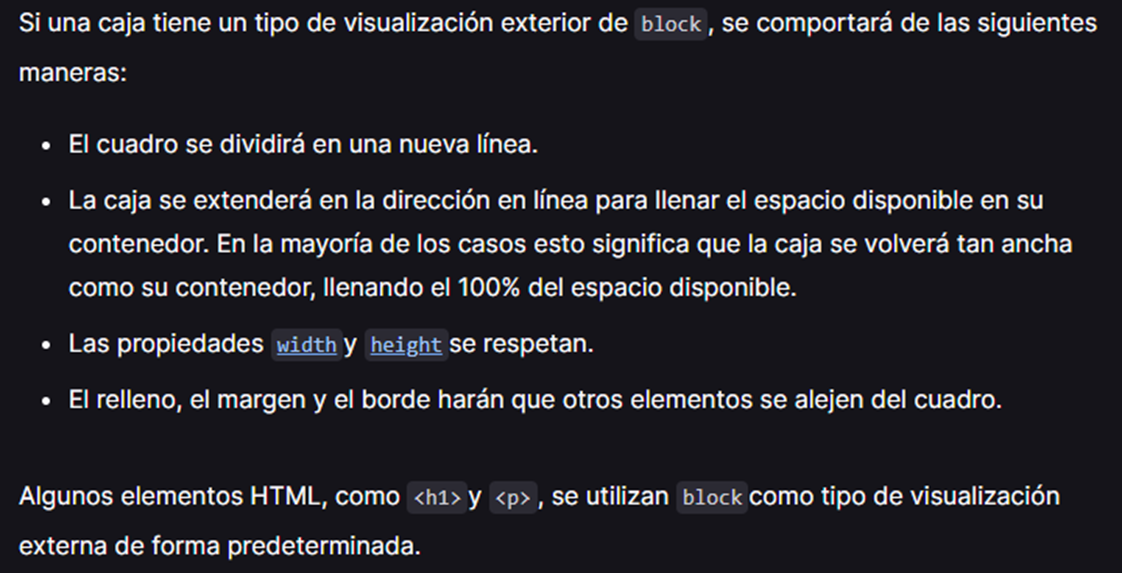 Si una caja tiene un tipo de visualización exterior de block, se comportará de las siguientes
maneras:
• El cuadro se dividirá en una nueva línea.
• La caja se extenderá en la dirección en línea para llenar el espacio disponible en su
contenedor. En la mayoría de los casos esto significa que la caja se volverá tan ancha
como su contenedor, llenando el 100% del espacio disponible.
• Las propiedades width y height se respetan.
• El relleno, el margen y el borde harán que otros elementos se alejen del cuadro.
Algunos elementos HTML, como <h1> y <p>, se utilizan block como tipo de visualización
externa de forma predeterminada.